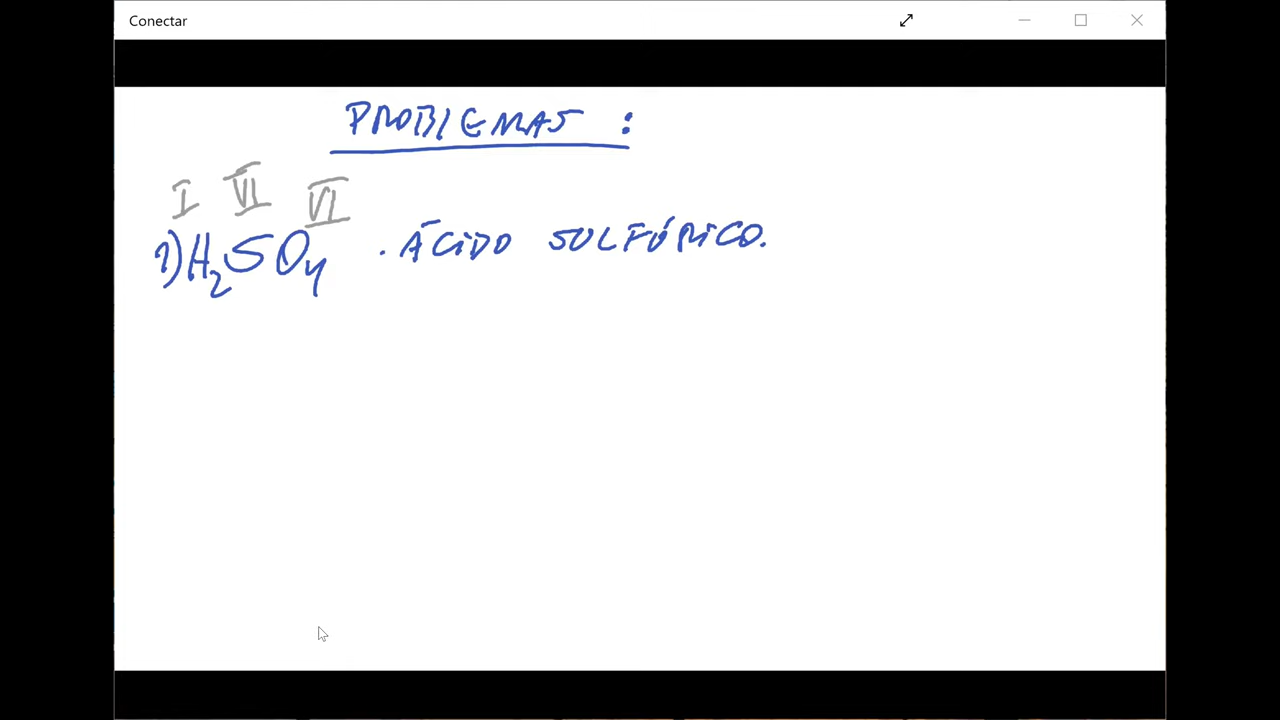 Conectar
PROBLEMAS :
I VI VI
1) H2SO4 . ÁCIDO SULFÚRICO.